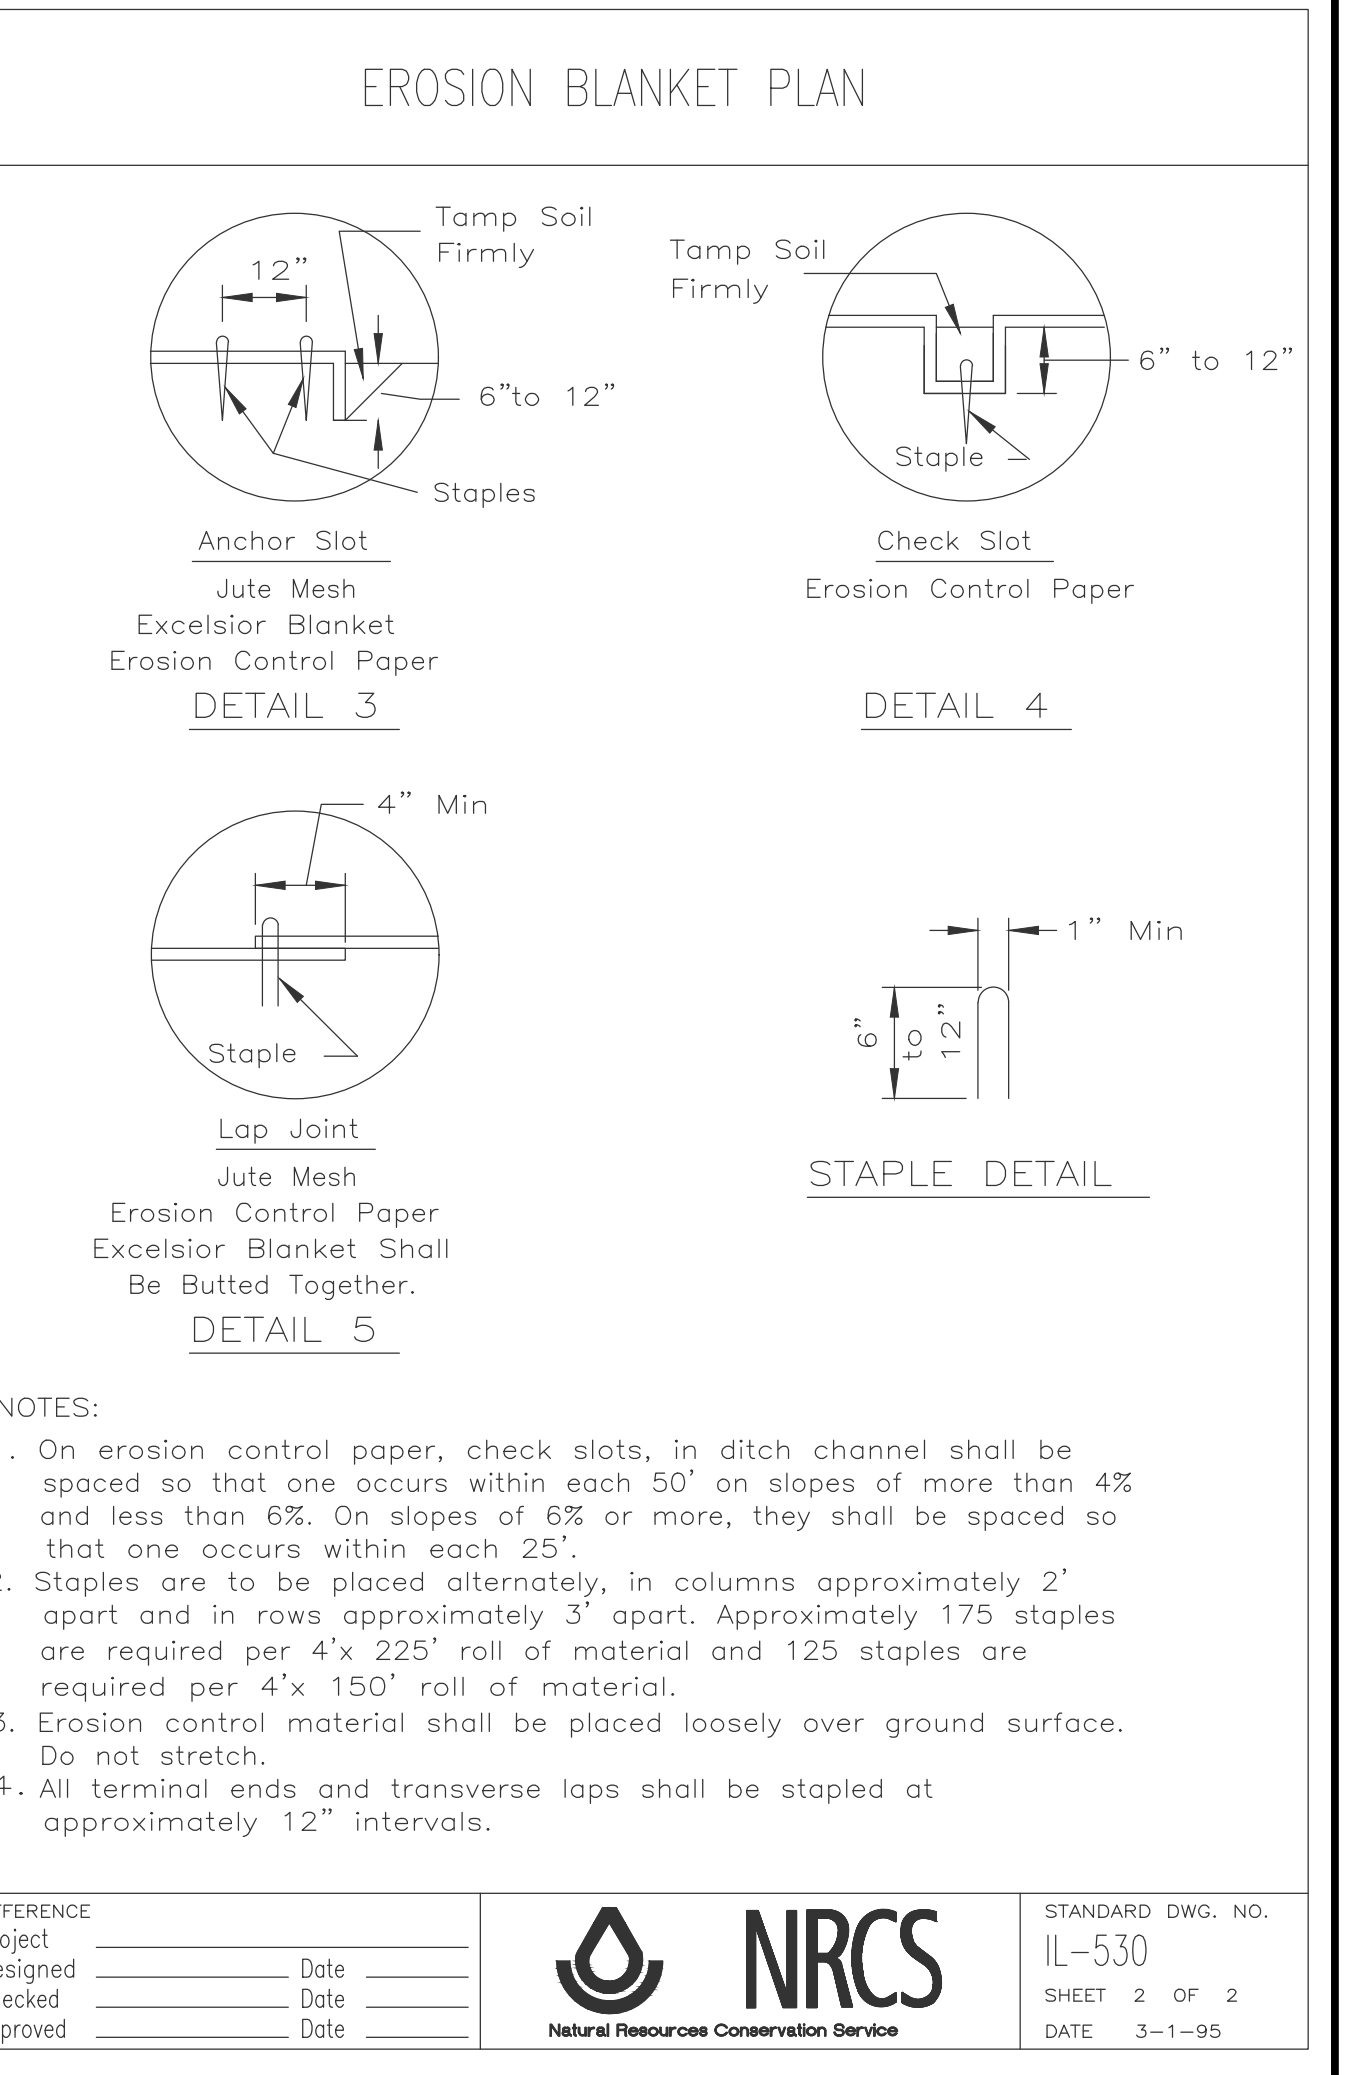 EROSION BLANKET PLAN
Tamp Soil
Firmly
12”
6”to 12”
Staples
Anchor Slot
Jute Mesh
Excelsior Blanket
Erosion Control Paper
DETAIL 3
Tamp Soil
Firmly
6” to 12”
Staple
Check Slot
Erosion Control Paper
DETAIL 4
4” Min
Staple
Lap Joint
Jute Mesh
Erosion Control Paper
Excelsior Blanket Shall
Be Butted Together.
DETAIL 5
1” Min
6”
to
12”
STAPLE DETAIL
NOTES:
. On erosion control paper, check slots, in ditch channel shall be
spaced so that one occurs within each 50’ on slopes of more than 4%
and less than 6%. On slopes of 6% or more, they shall be spaced so
that one occurs within each 25’.
2. Staples are to be placed alternately, in columns approximately 2’
apart and in rows approximately 3’ apart. Approximately 175 staples
are required per 4’x 225’ roll of material and 125 staples are
required per 4’x 150’ roll of material.
3. Erosion control material shall be placed loosely over ground surface.
Do not stretch.
4. All terminal ends and transverse laps shall be stapled at
approximately 12” intervals.
FERENCE
oject
esigned Date
ecked Date
proved Date
NRCS
Natural Resources Conservation Service
STANDARD DWG. NO.
IL-530
SHEET 2 OF 2
DATE 3-1-95